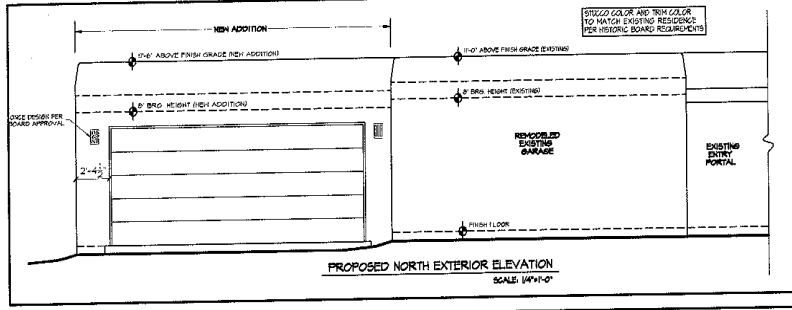 STUCCO COLOR AND TRIM COLOR
TO MATCH EXISTING RESIDENCE
PER HISTORIC BOARD REQUIREMENTS
NEW ADDITION
ABOVE FINISH GRADE (NEW ADDITION)
11'-0" ABOVE FINISH GRADE (EXISTING)
8' BRG. HEIGHT (NEW ADDITION)
8' BRG. HEIGHT (EXISTING)
DESIGN PER
BOARD APPROVAL
2'-4½"
REMODELED
EXISTING
GARAGE
EXISTING
ENTRY
PORTAL
FINISH FLOOR
PROPOSED NORTH EXTERIOR ELEVATION
SCALE: 1/4"=1'-0"